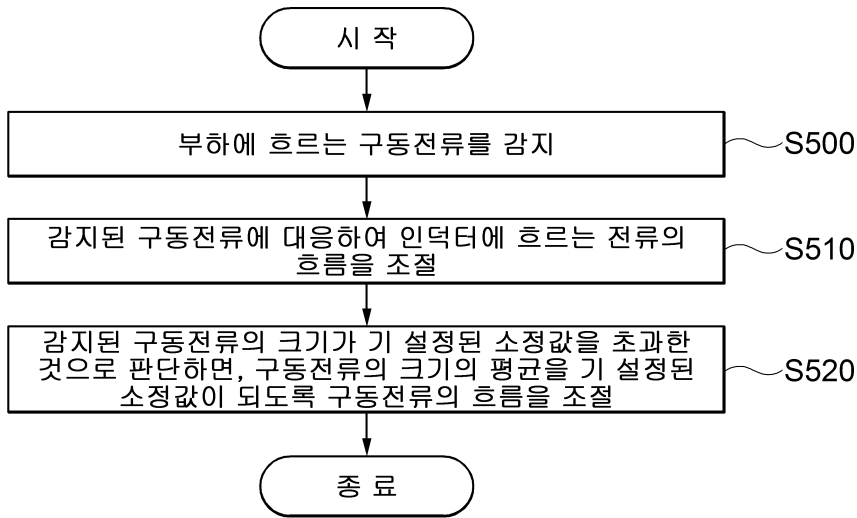 시 작
부하에 흐르는 구동전류를 감지
S500
감지된 구동전류에 대응하여 인덕터에 흐르는 전류의
흐름을 조절
S510
감지된 구동전류의 크기가 기 설정된 소정값을 초과한
것으로 판단하면, 구동전류의 크기의 평균을 기 설정된
소정값이 되도록 구동전류의 흐름을 조절
S520
종 료